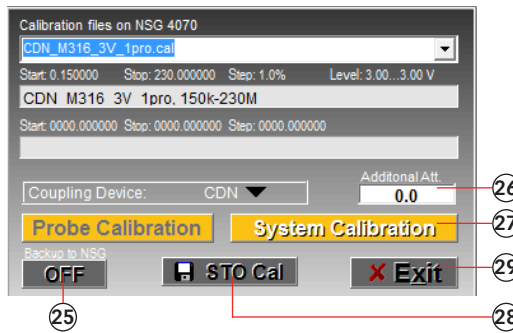 Calibration files on NSG 4070
CDN_M316_3V_1pro.cal
Start: 0.150000 Stop: 230.000000 Step: 1.0% Level: 3.00...3.00 V
CDN M316 3V 1pro, 150k-230M
Start: 0000.000000 Stop: 0000.000000 Step: 0000.000000
Additonal Att.
Coupling Device: CDN 0.0 26
Probe Calibration System Calibration 27
Backup to NSG
OFF STO Cal X Exit 29
25 28